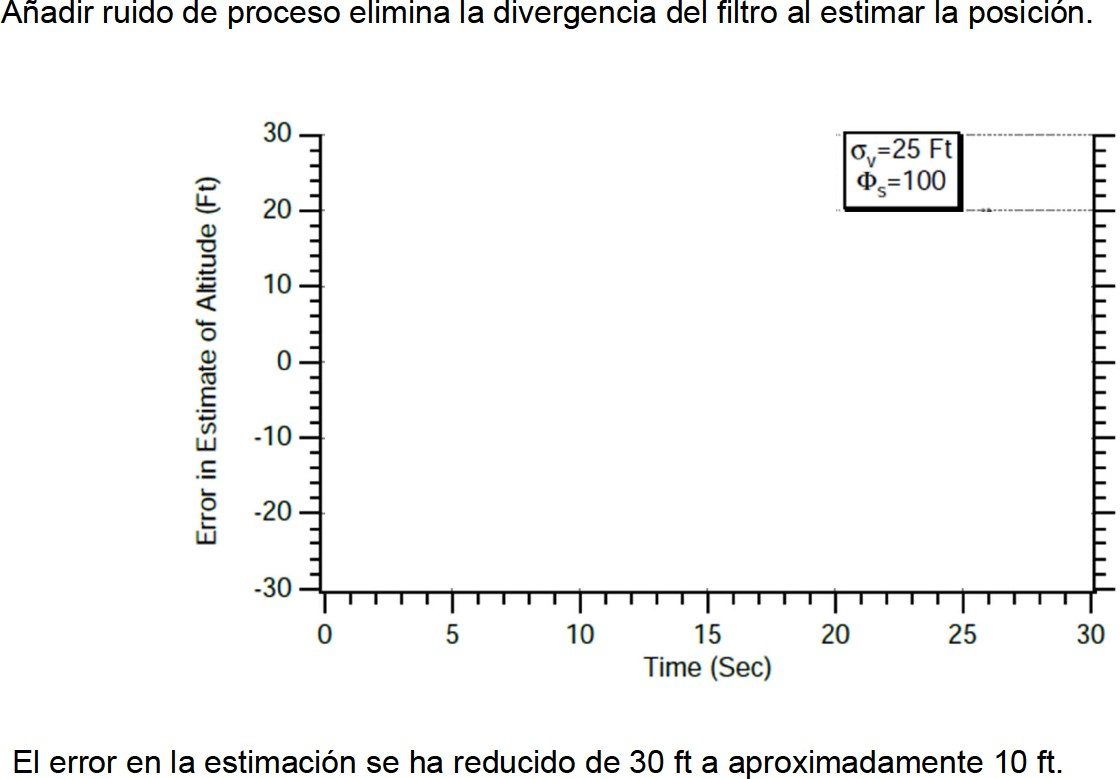 Añadir ruido de proceso elimina la divergencia del filtro al estimar la posición.
30
20
10
0
-10
-20
-30
Error in Estimate of Altitude (Ft)
σv=25 Ft
Φs=100
0 5 10 15 20 25 30
Time (Sec)
El error en la estimación se ha reducido de 30 ft a aproximadamente 10 ft.